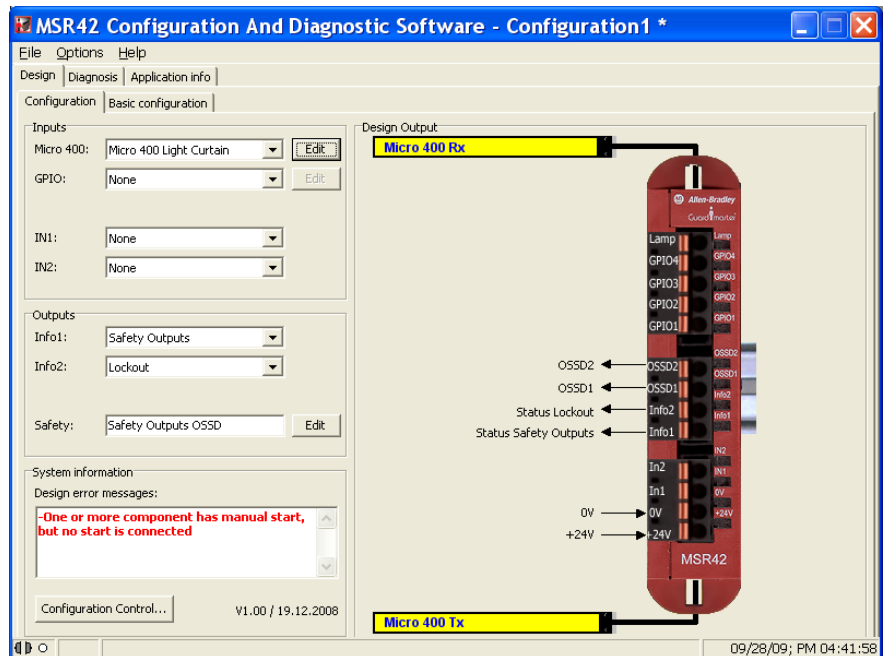 MSR42 Configuration And Diagnostic Software - Configuration1 *
File Options Help
Design Diagnosis Application info
Configuration Basic configuration
Inputs
Micro 400: Micro 400 Light Curtain Edit
GPIO: None Edit
IN1: None
IN2: None
Outputs
Info1: Safety Outputs
Info2: Lockout
Safety: Safety Outputs OSSD Edit
System information
Design error messages:
-One or more component has manual start,
but no start is connected
Configuration Control... V1.00 / 19.12.2008
Design Output
Micro 400 Rx
AB Allen-Bradley
Guardmaster
Lamp Lamp
GPIO4 GPIO4
GPIO3 GPIO3
GPIO2 GPIO2
GPIO1 GPIO1
OSSD2 OSSD2 OSSD2
OSSD1 OSSD1 OSSD1
Status Lockout Info2 Info2
Status Safety Outputs Info1 Info1
In2 IN2
In1 IN1
0V 0V 0V
+24V +24V +24V
MSR42
Micro 400 Tx
09/28/09; PM 04:41:58